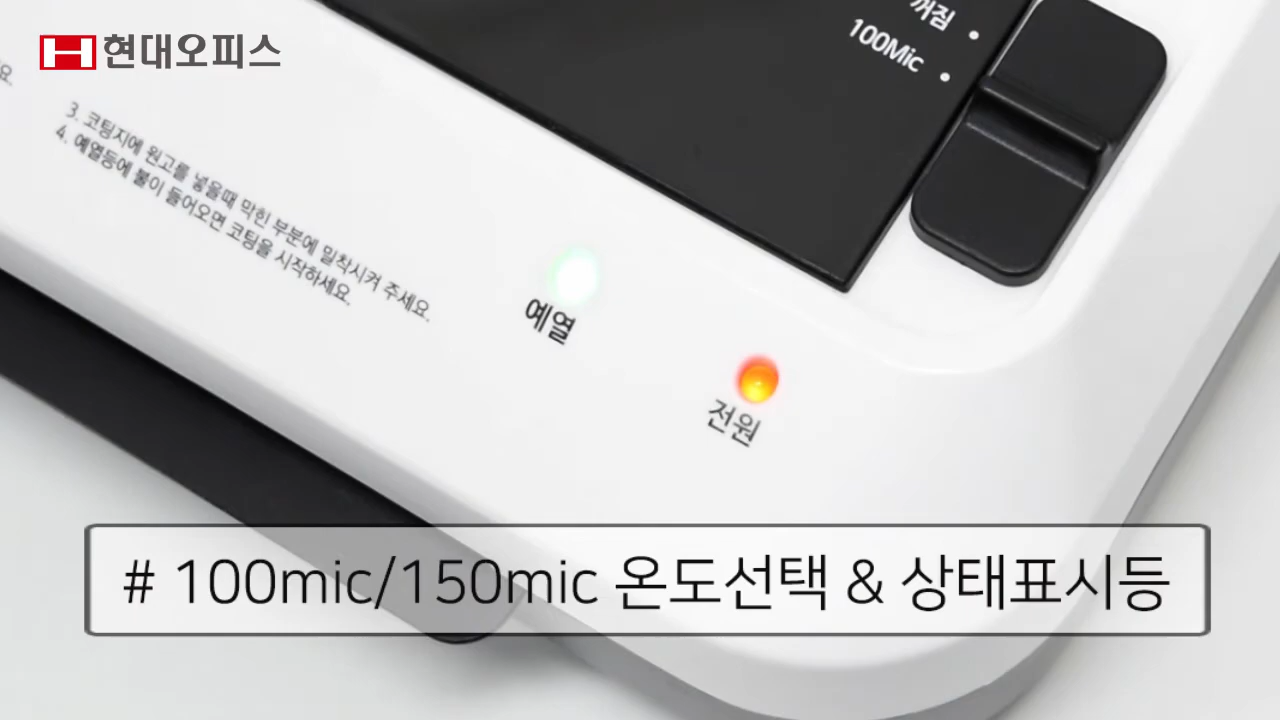 현대오피스
꺼짐
100Mic
요.
3. 코팅지에 원고를 넣을때 막힌 부분에 밀착시켜 주세요.
4. 예열등에 불이 들어오면 코팅을 시작하세요.
예열
전원
# 100mic/150mic 온도선택 & 상태표시등